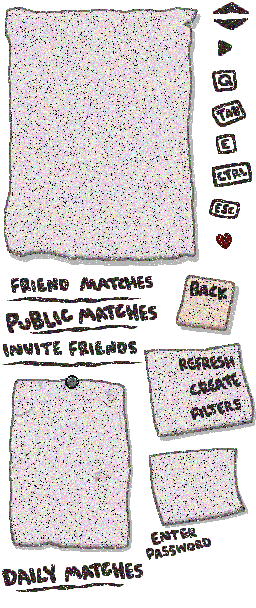 Q
TAB
E
CTRL
ESC
FRIEND MATCHES
PUBLIC MATCHES
INVITE FRIENDS
BACK
REFRESH
CREATE
FILTERS
ENTER
PASSWORD
DAILY MATCHES